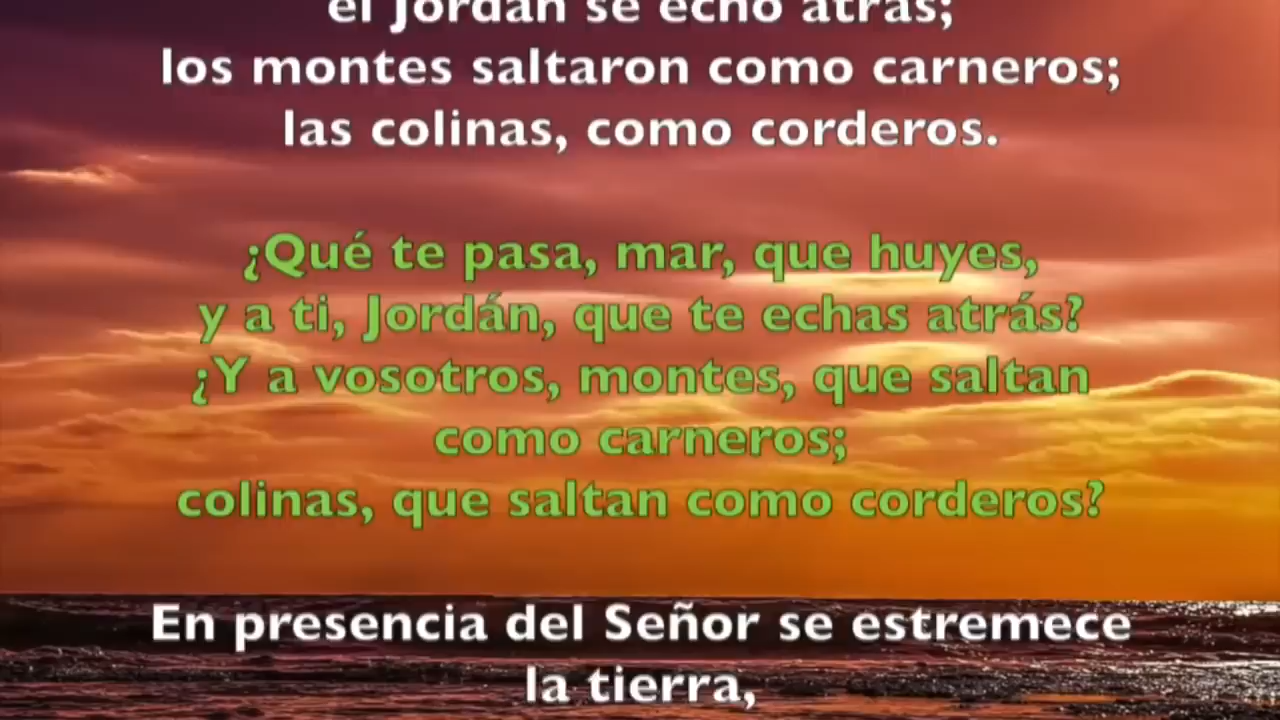 el Jordán se echó atrás;
los montes saltaron como carneros;
las colinas, como corderos.
¿Qué te pasa, mar, que huyes,
y a ti, Jordán, que te echas atrás?
¿Y a vosotros, montes, que saltan
como carneros;
colinas, que saltan como corderos?
En presencia del Señor se estremece
la tierra,